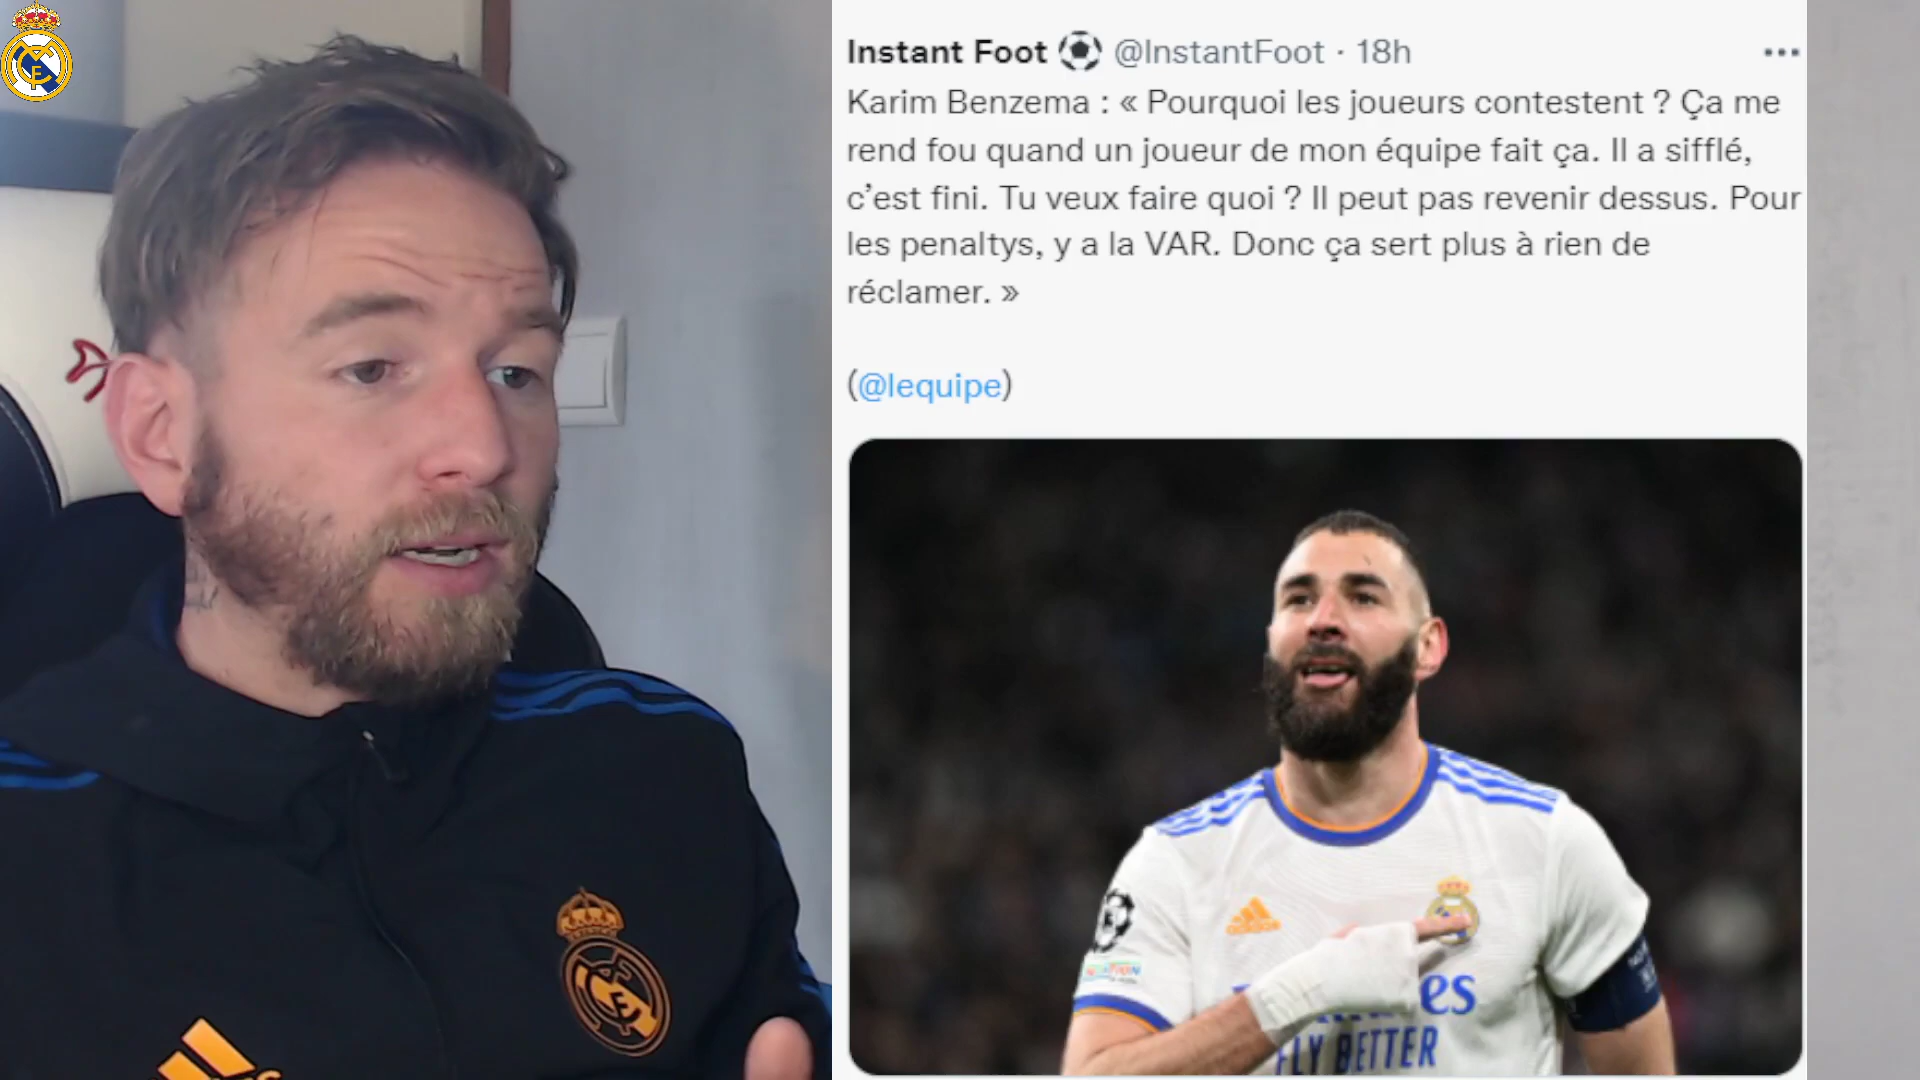 Instant Foot @InstantFoot · 18h
Karim Benzema : « Pourquoi les joueurs contestent ? Ça me
rend fou quand un joueur de mon équipe fait ça. Il a sifflé,
c’est fini. Tu veux faire quoi ? Il peut pas revenir dessus. Pour
les penaltys, y a la VAR. Donc ça sert plus à rien de
réclamer. »
(@lequipe)
adidas
FLY BETTER